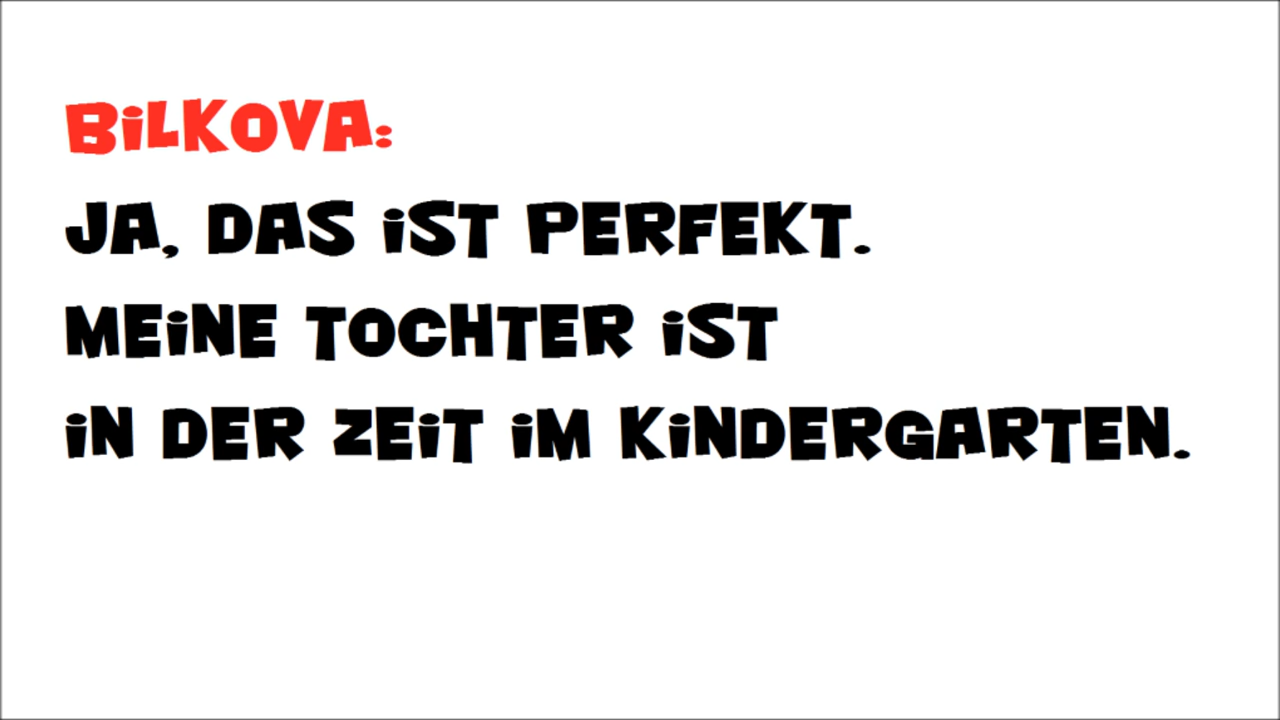 BiLKOVA:
JA, DAS iST PERFEKT.
MEiNE TOCHTER iST
iN DER ZEiT iM KiNDERGARTEN.